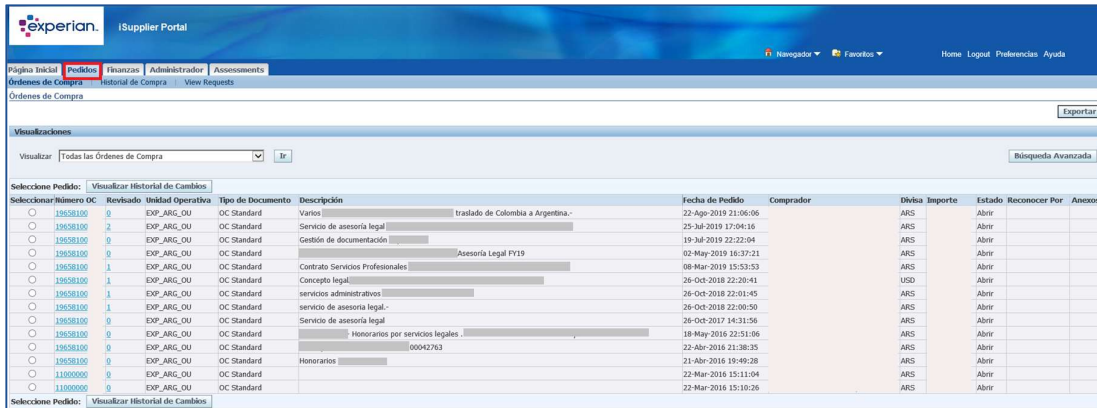 experian. iSupplier Portal
Navegador Favoritos Home Logout Preferencias Ayuda
Página Inicial Pedidos Finanzas Administrador Assessments
Órdenes de Compra | Historial de Compra | View Requests
Órdenes de Compra
Exportar
Visualizaciones
Visualizar Todas las Órdenes de Compra Ir Búsqueda Avanzada
Seleccione Pedido: Visualizar Historial de Cambios
Seleccionar Número OC Revisado Unidad Operativa Tipo de Documento Descripción Fecha de Pedido Comprador Divisa Importe Estado Reconocer Por Anexos
19658100 0 EXP_ARG_OU OC Standard Varios traslado de Colombia a Argentina.- 22-Ago-2019 21:06:06 ARS Abrir
19658100 2 EXP_ARG_OU OC Standard Servicio de asesoría legal 25-Jul-2019 17:04:16 ARS Abrir
19658100 0 EXP_ARG_OU OC Standard Gestión de documentación 19-Jul-2019 22:22:04 ARS Abrir
19658100 0 EXP_ARG_OU OC Standard Asesoría Legal FY19 02-May-2019 16:37:21 ARS Abrir
19658100 1 EXP_ARG_OU OC Standard Contrato Servicios Profesionales 08-Mar-2019 15:53:53 ARS Abrir
19658100 1 EXP_ARG_OU OC Standard Concepto legal 26-Oct-2018 22:20:41 USD Abrir
19658100 1 EXP_ARG_OU OC Standard servicios administrativos 26-Oct-2018 22:01:45 ARS Abrir
19658100 1 EXP_ARG_OU OC Standard servicio de asesoria legal.- 26-Oct-2018 22:00:50 ARS Abrir
19658100 0 EXP_ARG_OU OC Standard Servicio de asesoría legal 26-Oct-2017 14:31:56 ARS Abrir
19658100 0 EXP_ARG_OU OC Standard - Honorarios por servicios legales . 18-May-2016 22:51:06 ARS Abrir
19658100 0 EXP_ARG_OU OC Standard 00042763 22-Abr-2016 21:38:35 ARS Abrir
19658100 0 EXP_ARG_OU OC Standard Honorarios 21-Abr-2016 19:49:28 ARS Abrir
11000000 0 EXP_ARG_OU OC Standard 22-Mar-2016 15:11:04 ARS Abrir
11000000 0 EXP_ARG_OU OC Standard 22-Mar-2016 15:10:26 ARS Abrir
Seleccione Pedido: Visualizar Historial de Cambios